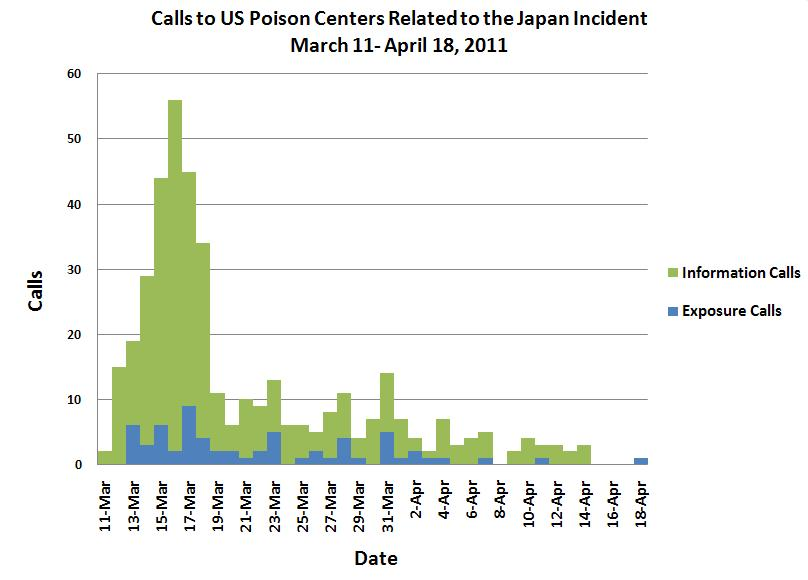 Calls to US Poison Centers Related to the Japan Incident
March 11- April 18, 2011
60
50
40
30
20
10
0
Calls
Information Calls
Exposure Calls
11-Mar
13-Mar
15-Mar
17-Mar
19-Mar
21-Mar
23-Mar
25-Mar
27-Mar
29-Mar
31-Mar
2-Apr
4-Apr
6-Apr
8-Apr
10-Apr
12-Apr
14-Apr
16-Apr
18-Apr
Date